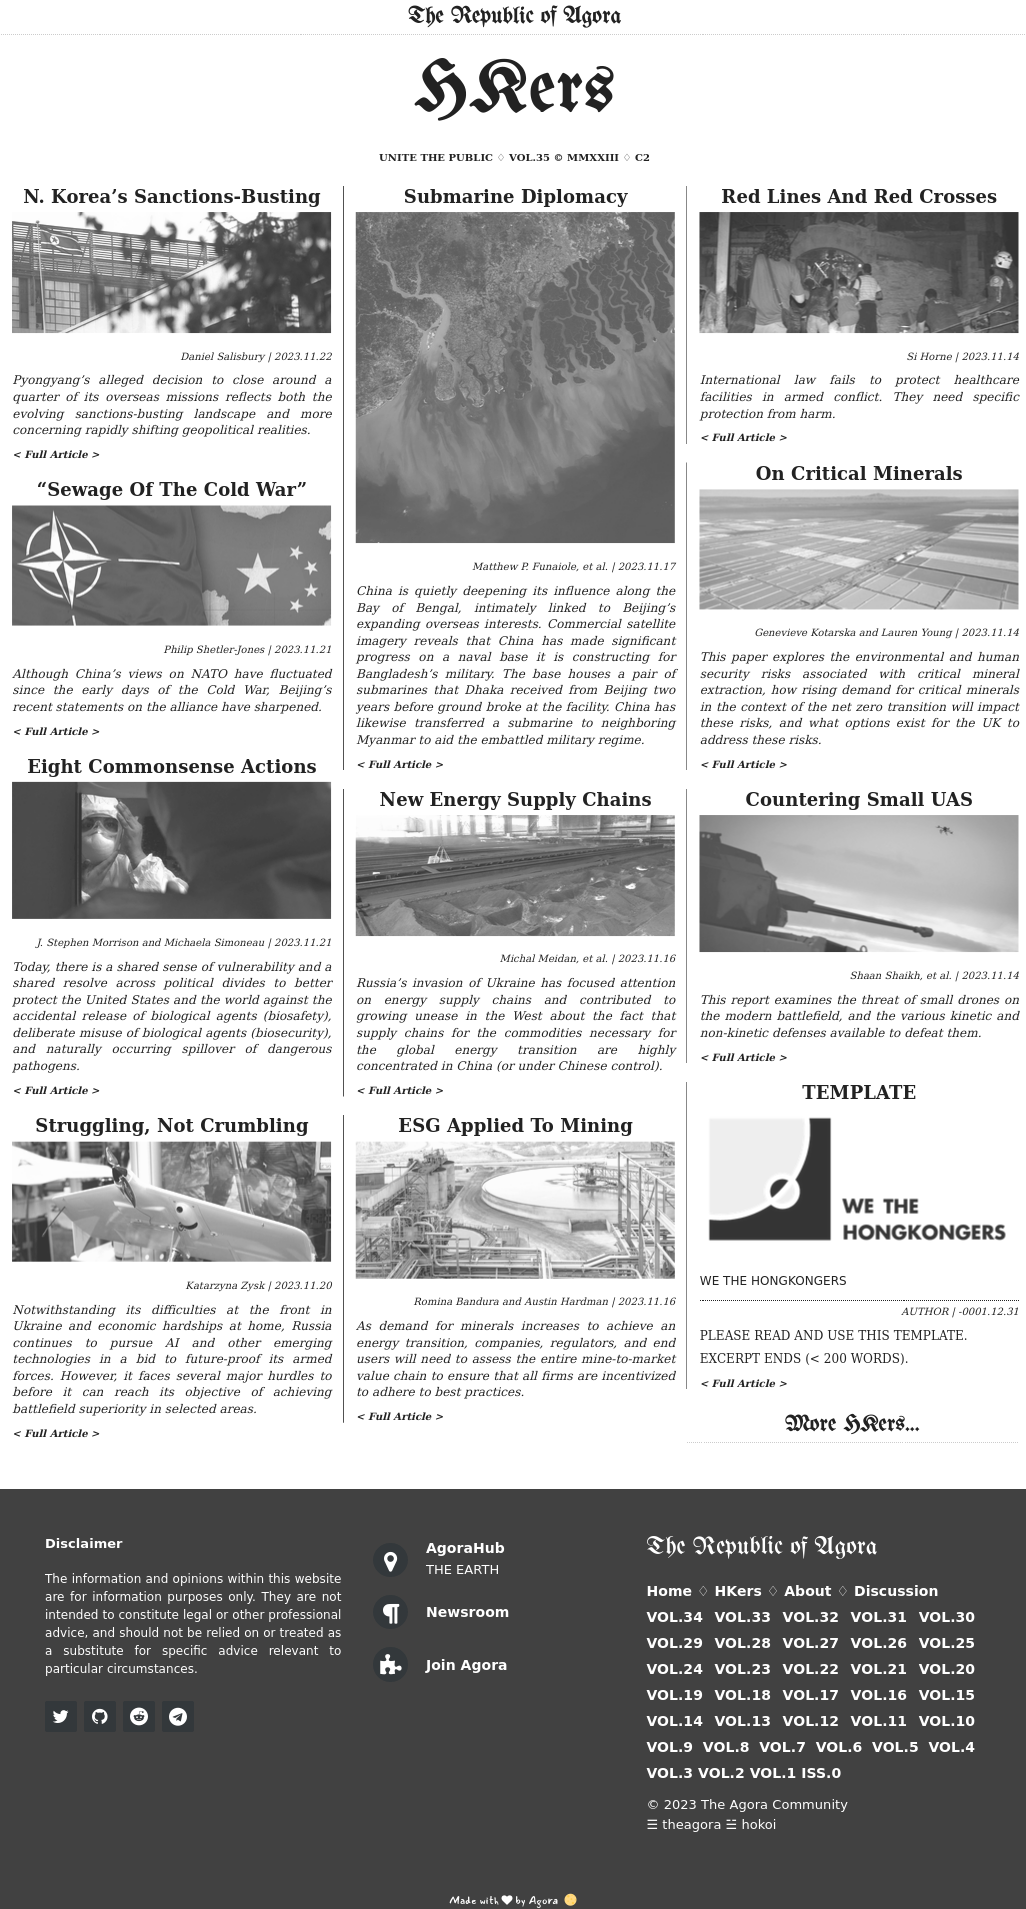 The Republic of Agora
HKers
UNITE THE PUBLIC ♢ VOL.35 © MMXXIII ♢ C2
N. Korea’s Sanctions-Busting
Daniel Salisbury | 2023.11.22
Pyongyang’s alleged decision to close around a
quarter of its overseas missions reflects both the
evolving sanctions-busting landscape and more
concerning rapidly shifting geopolitical realities.
< Full Article >
“Sewage Of The Cold War”
Philip Shetler-Jones | 2023.11.21
Although China’s views on NATO have fluctuated
since the early days of the Cold War, Beijing’s
recent statements on the alliance have sharpened.
< Full Article >
Eight Commonsense Actions
J. Stephen Morrison and Michaela Simoneau | 2023.11.21
Today, there is a shared sense of vulnerability and a
shared resolve across political divides to better
protect the United States and the world against the
accidental release of biological agents (biosafety),
deliberate misuse of biological agents (biosecurity),
and naturally occurring spillover of dangerous
pathogens.
< Full Article >
Struggling, Not Crumbling
Katarzyna Zysk | 2023.11.20
Notwithstanding its difficulties at the front in
Ukraine and economic hardships at home, Russia
continues to pursue AI and other emerging
technologies in a bid to future-proof its armed
forces. However, it faces several major hurdles to
before it can reach its objective of achieving
battlefield superiority in selected areas.
< Full Article >
Submarine Diplomacy
Matthew P. Funaiole, et al. | 2023.11.17
China is quietly deepening its influence along the
Bay of Bengal, intimately linked to Beijing’s
expanding overseas interests. Commercial satellite
imagery reveals that China has made significant
progress on a naval base it is constructing for
Bangladesh’s military. The base houses a pair of
submarines that Dhaka received from Beijing two
years before ground broke at the facility. China has
likewise transferred a submarine to neighboring
Myanmar to aid the embattled military regime.
< Full Article >
New Energy Supply Chains
Michal Meidan, et al. | 2023.11.16
Russia’s invasion of Ukraine has focused attention
on energy supply chains and contributed to
growing unease in the West about the fact that
supply chains for the commodities necessary for
the global energy transition are highly
concentrated in China (or under Chinese control).
< Full Article >
ESG Applied To Mining
Romina Bandura and Austin Hardman | 2023.11.16
As demand for minerals increases to achieve an
energy transition, companies, regulators, and end
users will need to assess the entire mine-to-market
value chain to ensure that all firms are incentivized
to adhere to best practices.
< Full Article >
Red Lines And Red Crosses
Si Horne | 2023.11.14
International law fails to protect healthcare
facilities in armed conflict. They need specific
protection from harm.
< Full Article >
On Critical Minerals
Genevieve Kotarska and Lauren Young | 2023.11.14
This paper explores the environmental and human
security risks associated with critical mineral
extraction, how rising demand for critical minerals
in the context of the net zero transition will impact
these risks, and what options exist for the UK to
address these risks.
< Full Article >
Countering Small UAS
Shaan Shaikh, et al. | 2023.11.14
This report examines the threat of small drones on
the modern battlefield, and the various kinetic and
non-kinetic defenses available to defeat them.
< Full Article >
TEMPLATE
WE THE
HONGKONGERS
WE THE HONGKONGERS
AUTHOR | -0001.12.31
PLEASE READ AND USE THIS TEMPLATE.
EXCERPT ENDS (< 200 WORDS).
< Full Article >
More HKers...
Disclaimer
The information and opinions within this website
are for information purposes only. They are not
intended to constitute legal or other professional
advice, and should not be relied on or treated as
a substitute for specific advice relevant to
particular circumstances.
AgoraHub
THE EARTH
Newsroom
Join Agora
The Republic of Agora
Home ♢ HKers ♢ About ♢ Discussion
VOL.34 VOL.33 VOL.32 VOL.31 VOL.30
VOL.29 VOL.28 VOL.27 VOL.26 VOL.25
VOL.24 VOL.23 VOL.22 VOL.21 VOL.20
VOL.19 VOL.18 VOL.17 VOL.16 VOL.15
VOL.14 VOL.13 VOL.12 VOL.11 VOL.10
VOL.9 VOL.8 VOL.7 VOL.6 VOL.5 VOL.4
VOL.3 VOL.2 VOL.1 ISS.0
© 2023 The Agora Community
☰ theagora ☱ hokoi
Made with ♥ by Agora